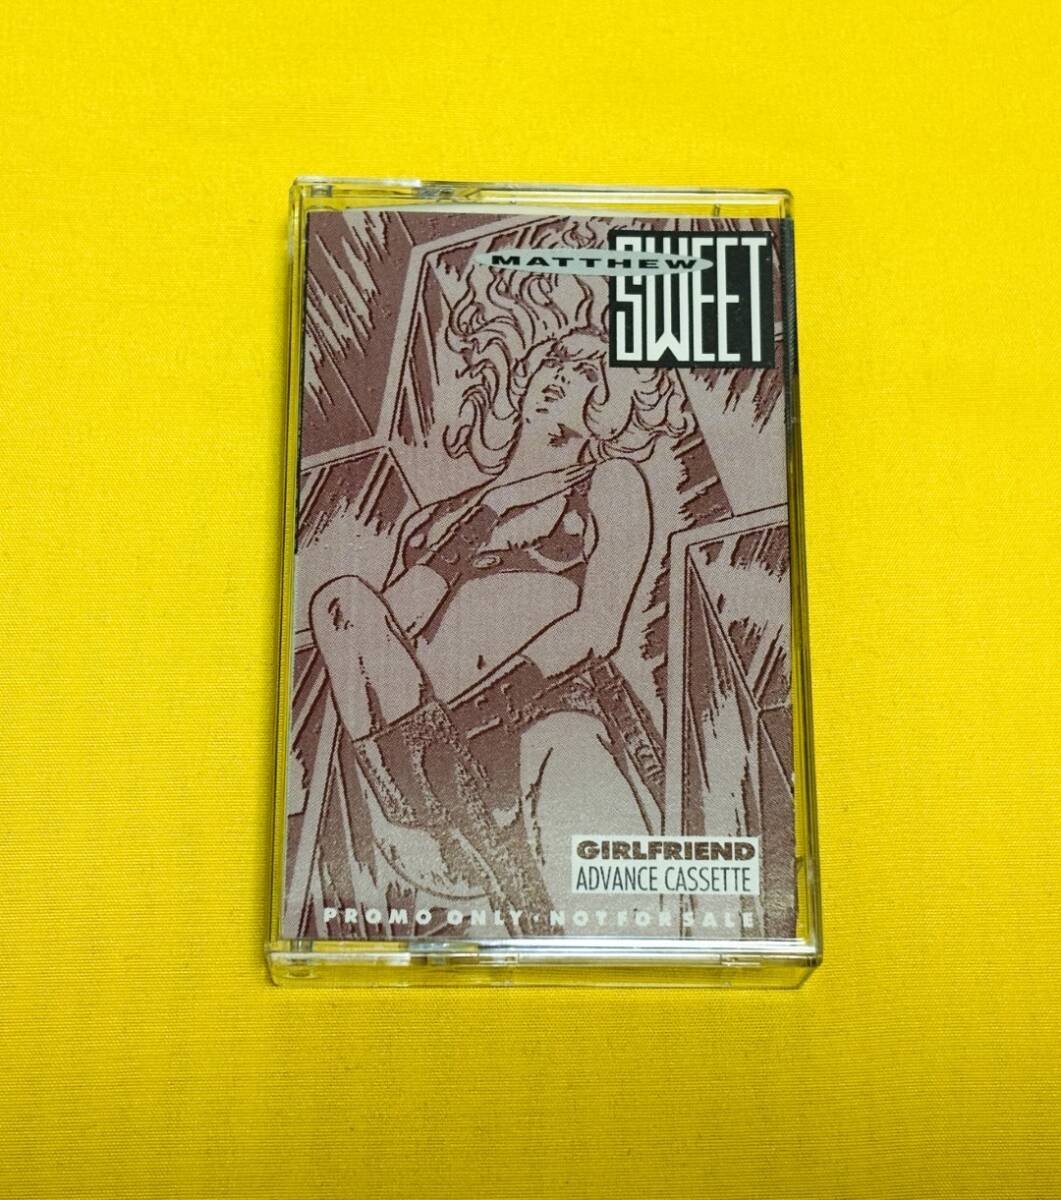 MATTHEW
SWEET
GIRLFRIEND
ADVANCE CASSETTE
PROMO ONLY · NOT FOR SALE